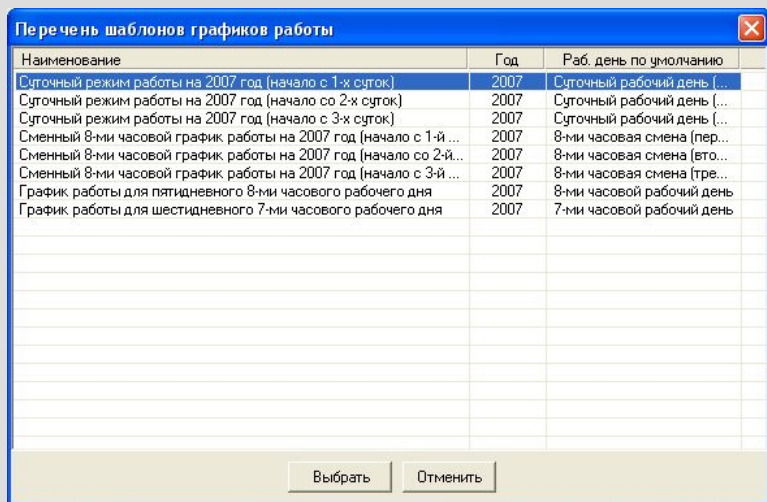 Перечень шаблонов графиков работы
Наименование Год Раб. день по умолчанию
Суточный режим работы на 2007 год (начало с 1-х суток) 2007 Суточный рабочий день (...
Суточный режим работы на 2007 год (начало со 2-х суток) 2007 Суточный рабочий день (...
Суточный режим работы на 2007 год (начало с 3-х суток) 2007 Суточный рабочий день (...
Сменный 8-ми часовой график работы на 2007 год (начало с 1-й ... 2007 8-ми часовая смена (пер...
Сменный 8-ми часовой график работы на 2007 год (начало со 2-й... 2007 8-ми часовая смена (вто...
Сменный 8-ми часовой график работы на 2007 год (начало с 3-й ... 2007 8-ми часовая смена (тре...
График работы для пятидневного 8-ми часового рабочего дня 2007 8-ми часовой рабочий день
График работы для шестидневного 7-ми часового рабочего дня 2007 7-ми часовой рабочий день
Выбрать Отменить